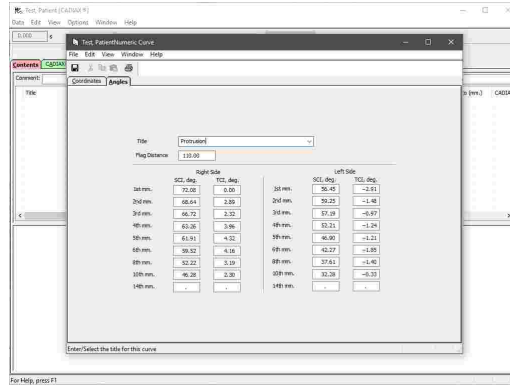 Test, Patient [CADIAX ®]
Data Edit View Options Window Help
0.000 s
Test, PatientNumeric Curve
File Edit View Window Help
Contents CADIAX
Coordinates Angles
Comment:
Title
o (mm.) CADIA
Title Protrusion
Flag Distance 110.00
Right Side Left Side
SCI, deg. TCI, deg. SCI, deg. TCI, deg.
1st mm. 72.08 0.00 1st mm. 56.45 -2.91
2nd mm. 68.64 2.89 2nd mm. 59.25 -1.48
3rd mm. 66.72 2.32 3rd mm. 57.19 -0.97
4th mm. 63.26 3.96 4th mm. 52.21 -1.24
5th mm. 61.91 4.32 5th mm. 46.90 -1.21
6th mm. 59.52 4.16 6th mm. 42.27 -1.85
8th mm. 52.22 3.19 8th mm. 37.61 -1.40
10th mm. 46.28 2.30 10th mm. 32.28 -0.33
14th mm. . . 14th mm. . .
Enter/Select the title for this curve
For Help, press F1